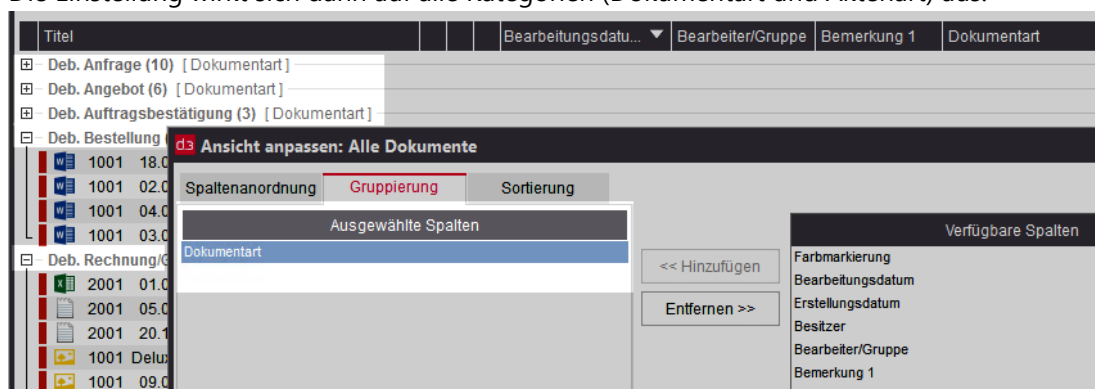 Die Einstellung wirkt sich dann auf alle Kategorien (Dokumentart und Aktenart) aus.
Titel Bearbeitungsdatu... Bearbeiter/Gruppe Bemerkung 1 Dokumentart
Deb. Anfrage (10) [Dokumentart]
Deb. Angebot (6) [Dokumentart]
Deb. Auftragsbestätigung (3) [Dokumentart]
Deb. Bestellung (
d3 Ansicht anpassen: Alle Dokumente
1001 18.0
1001 02.0
Spaltenanordnung Gruppierung Sortierung
1001 04.0
1001 03.0
Ausgewählte Spalten
Verfügbare Spalten
Deb. Rechnung/G
Dokumentart
<< Hinzufügen
Farbmarkierung
2001 01.0
Bearbeitungsdatum
2001 05.0
Entfernen >>
Erstellungsdatum
2001 20.1
Besitzer
1001 Delux
Bearbeiter/Gruppe
1001 09.0
Bemerkung 1